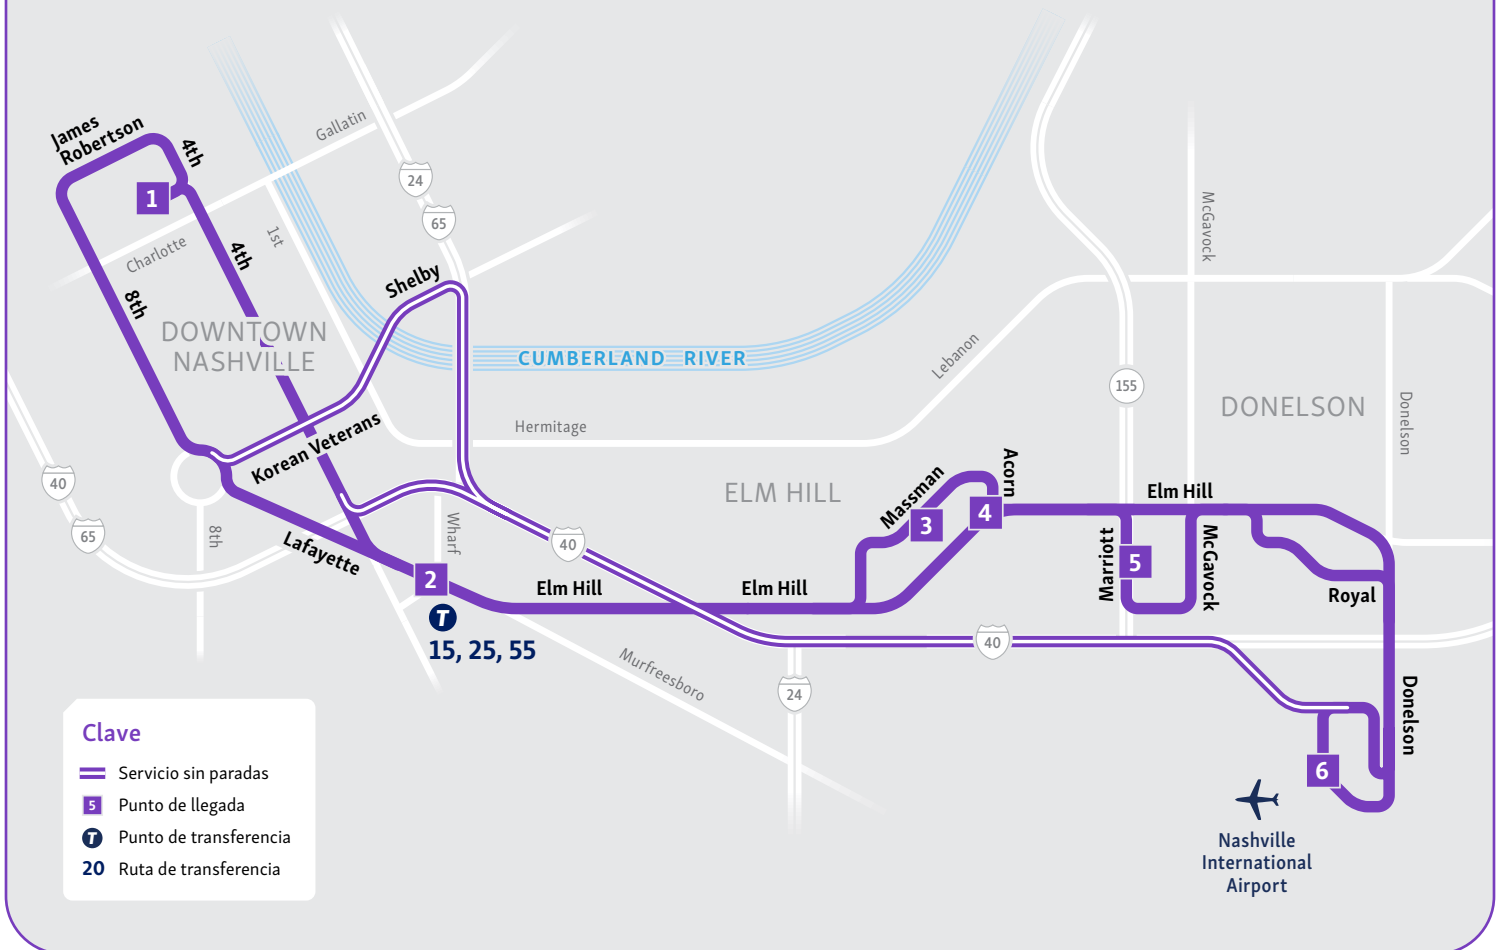 James
Robertson
4th
Gallatin
24
1
65
McGavock
4th
1st
Charlotte
Shelby
8th
DOWNTOWN
NASHVILLE
CUMBERLAND RIVER
Lebanon
155
DONELSON
Donelson
Hermitage
Korean Veterans
40
65
8th
Wharf
40
ELM HILL
Massman
Acorn
3
4
Elm Hill
Marriott
5
McGavock
Royal
Lafayette
2
T
15, 25, 55
Elm Hill
Elm Hill
Murfreesboro
24
40
Donelson
6
Nashville
International
Airport
Clave
Servicio sin paradas
5 Punto de llegada
T Punto de transferencia
20 Ruta de transferencia